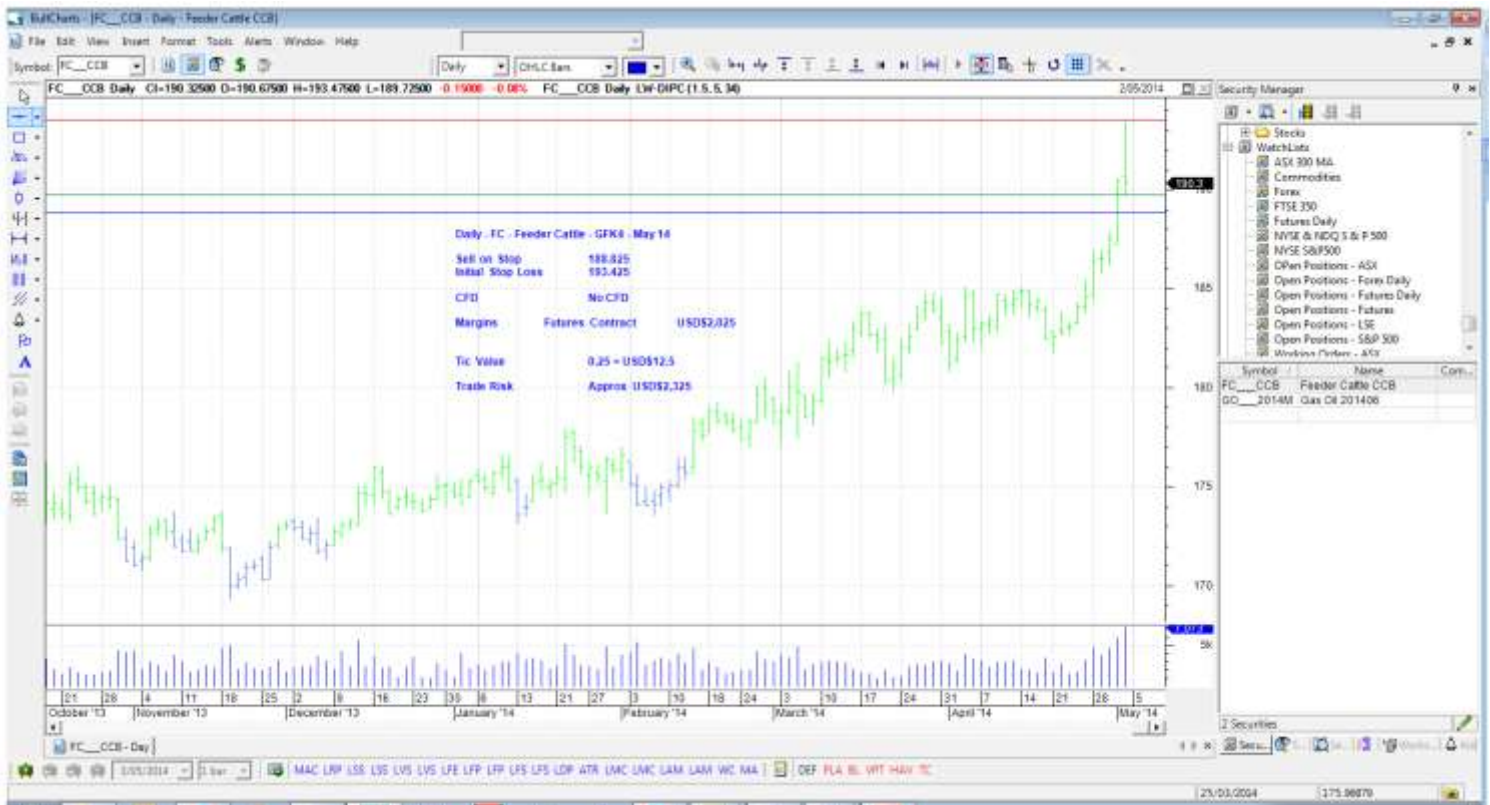 BullCharts - [FC__CCB - Daily - Feeder Cattle CCB]
File Edit View Insert Format Tools Alerts Window Help
Symbol: FC__CCB Daily OHLC Bars
FC__CCB Daily Cl=190.32500 O=190.67500 H=193.47500 L=189.72500 -0.15000 -0.08% FC__CCB Daily LW-DIPC (1.5, 5, 34) 2/05/2014
Security Manager
Stocks
WatchLists
ASX 300 MA
Commodities
Forex
FTSE 350
Futures Daily
NYSE & NDQ S & P 500
NYSE S&P500
OPen Positions - ASX
Open Positions - Forex Daily
Open Positions - Futures Daily
Open Positions - Futures
Open Positions - LSE
Open Positions - S&P 500
Working Orders - ASX
Symbol Name Com...
FC__CCB Feeder Cattle CCB
GO__2014M Gas Oil 201406
2 Securities
Daily - FC - Feeder Cattle - GFK4 - May 14
Sell on Stop 188.825
Initial Stop Loss 193.425
CFD No CFD
Margins Futures Contract USD$2,025
Tic Value 0.25 = USD$12.5
Trade Risk Approx USD$2,325
190.3
185
180
175
170
5K
21 28 4 11 18 25 2 9 16 23 30 6 13 21 27 3 10 18 24 3 10 17 24 31 7 14 21 28 5
October '13 November '13 December '13 January '14 February '14 March '14 April '14 May '14
FC__CCB - Day
1 bar MAC LRP LSS LSS LVS LVS LFE LFP LFP LFS LFS LDP ATR LMC LMC LAM LAM WC MA DEF PLA BL VPT HAV TC
25/03/2014 175.98879